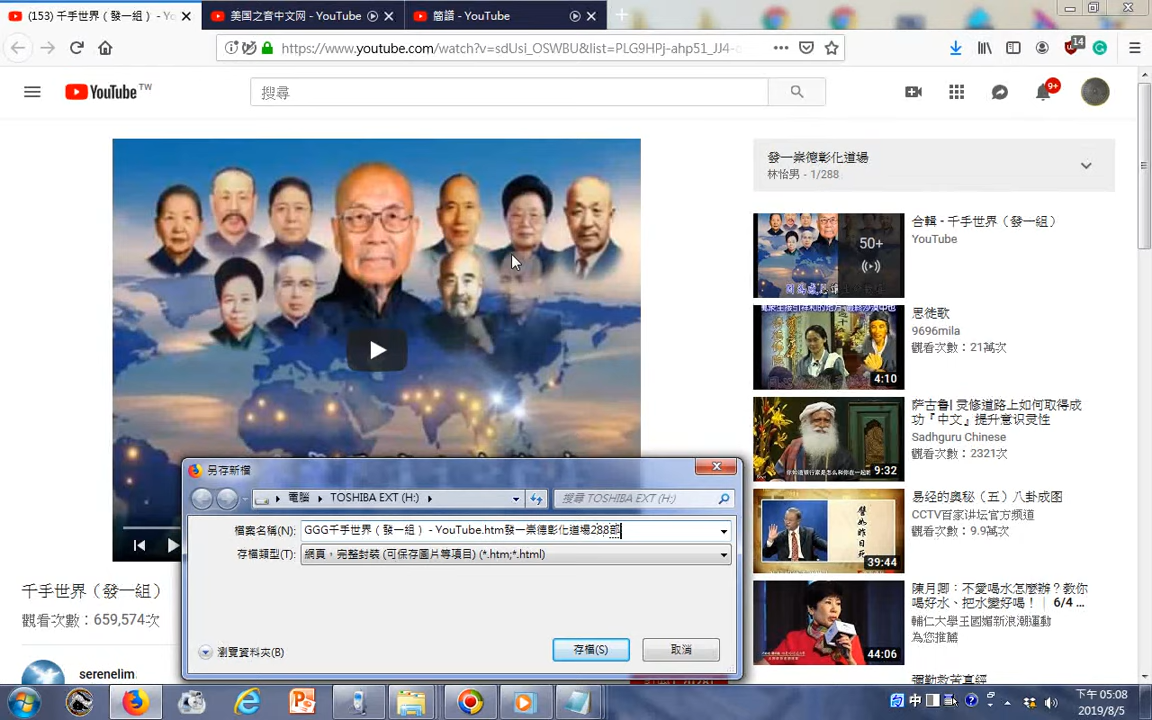 (153) 千手世界（發一組） - Yo
美国之音中文网 - YouTube
簡譜 - YouTube
https://www.youtube.com/watch?v=sdUsi_OSWBU&list=PLG9HPj-ahp51_JJ4-
14
YouTube TW
搜尋
9+
發一崇德彰化道場
林怡男 - 1/288
50+
合輯 - 千手世界（發一組）
YouTube
4:10
恩徒歌
9696mila
觀看次數：21萬次
9:32
萨古鲁| 灵修道路上如何取得成
功『中文』提升意识灵性
Sadhguru Chinese
觀看次數：2321次
39:44
易经的奥秘（五）八卦成因
CCTV百家讲坛官方频道
觀看次數：9.9萬次
44:06
陳月卿：不愛喝水怎麼辦？教你
喝好水、把水變好喝！｜ 6/4 ...
輔仁大學王國媚新浪潮運動
為您推薦
千手世界（發一組）
觀看次數：659,574次
serenelim
另存新檔
電腦
TOSHIBA EXT (H:)
搜尋 TOSHIBA EXT (H:)
檔案名稱(N):
GGG千手世界（發一組） - YouTube.htm發一崇德彰化道場288部
存檔類型(T):
網頁，完整封裝 (可保存圖片等項目) (*.htm;*.html)
瀏覽資料夾(B)
存檔(S)
取消
中
下午 05:08
2019/8/5